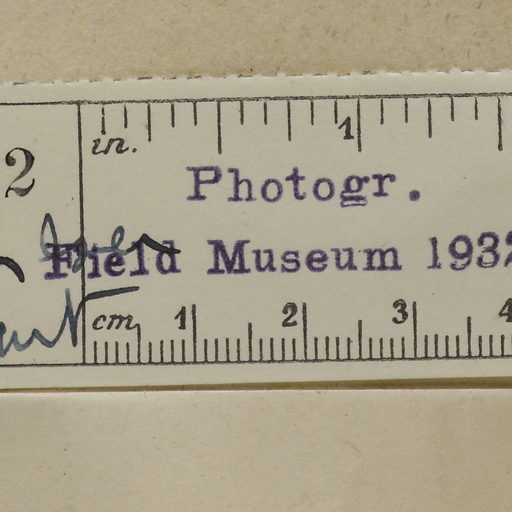 in. 1
2
Photogr.
Field Museum 1932
cm 1 2 3 4